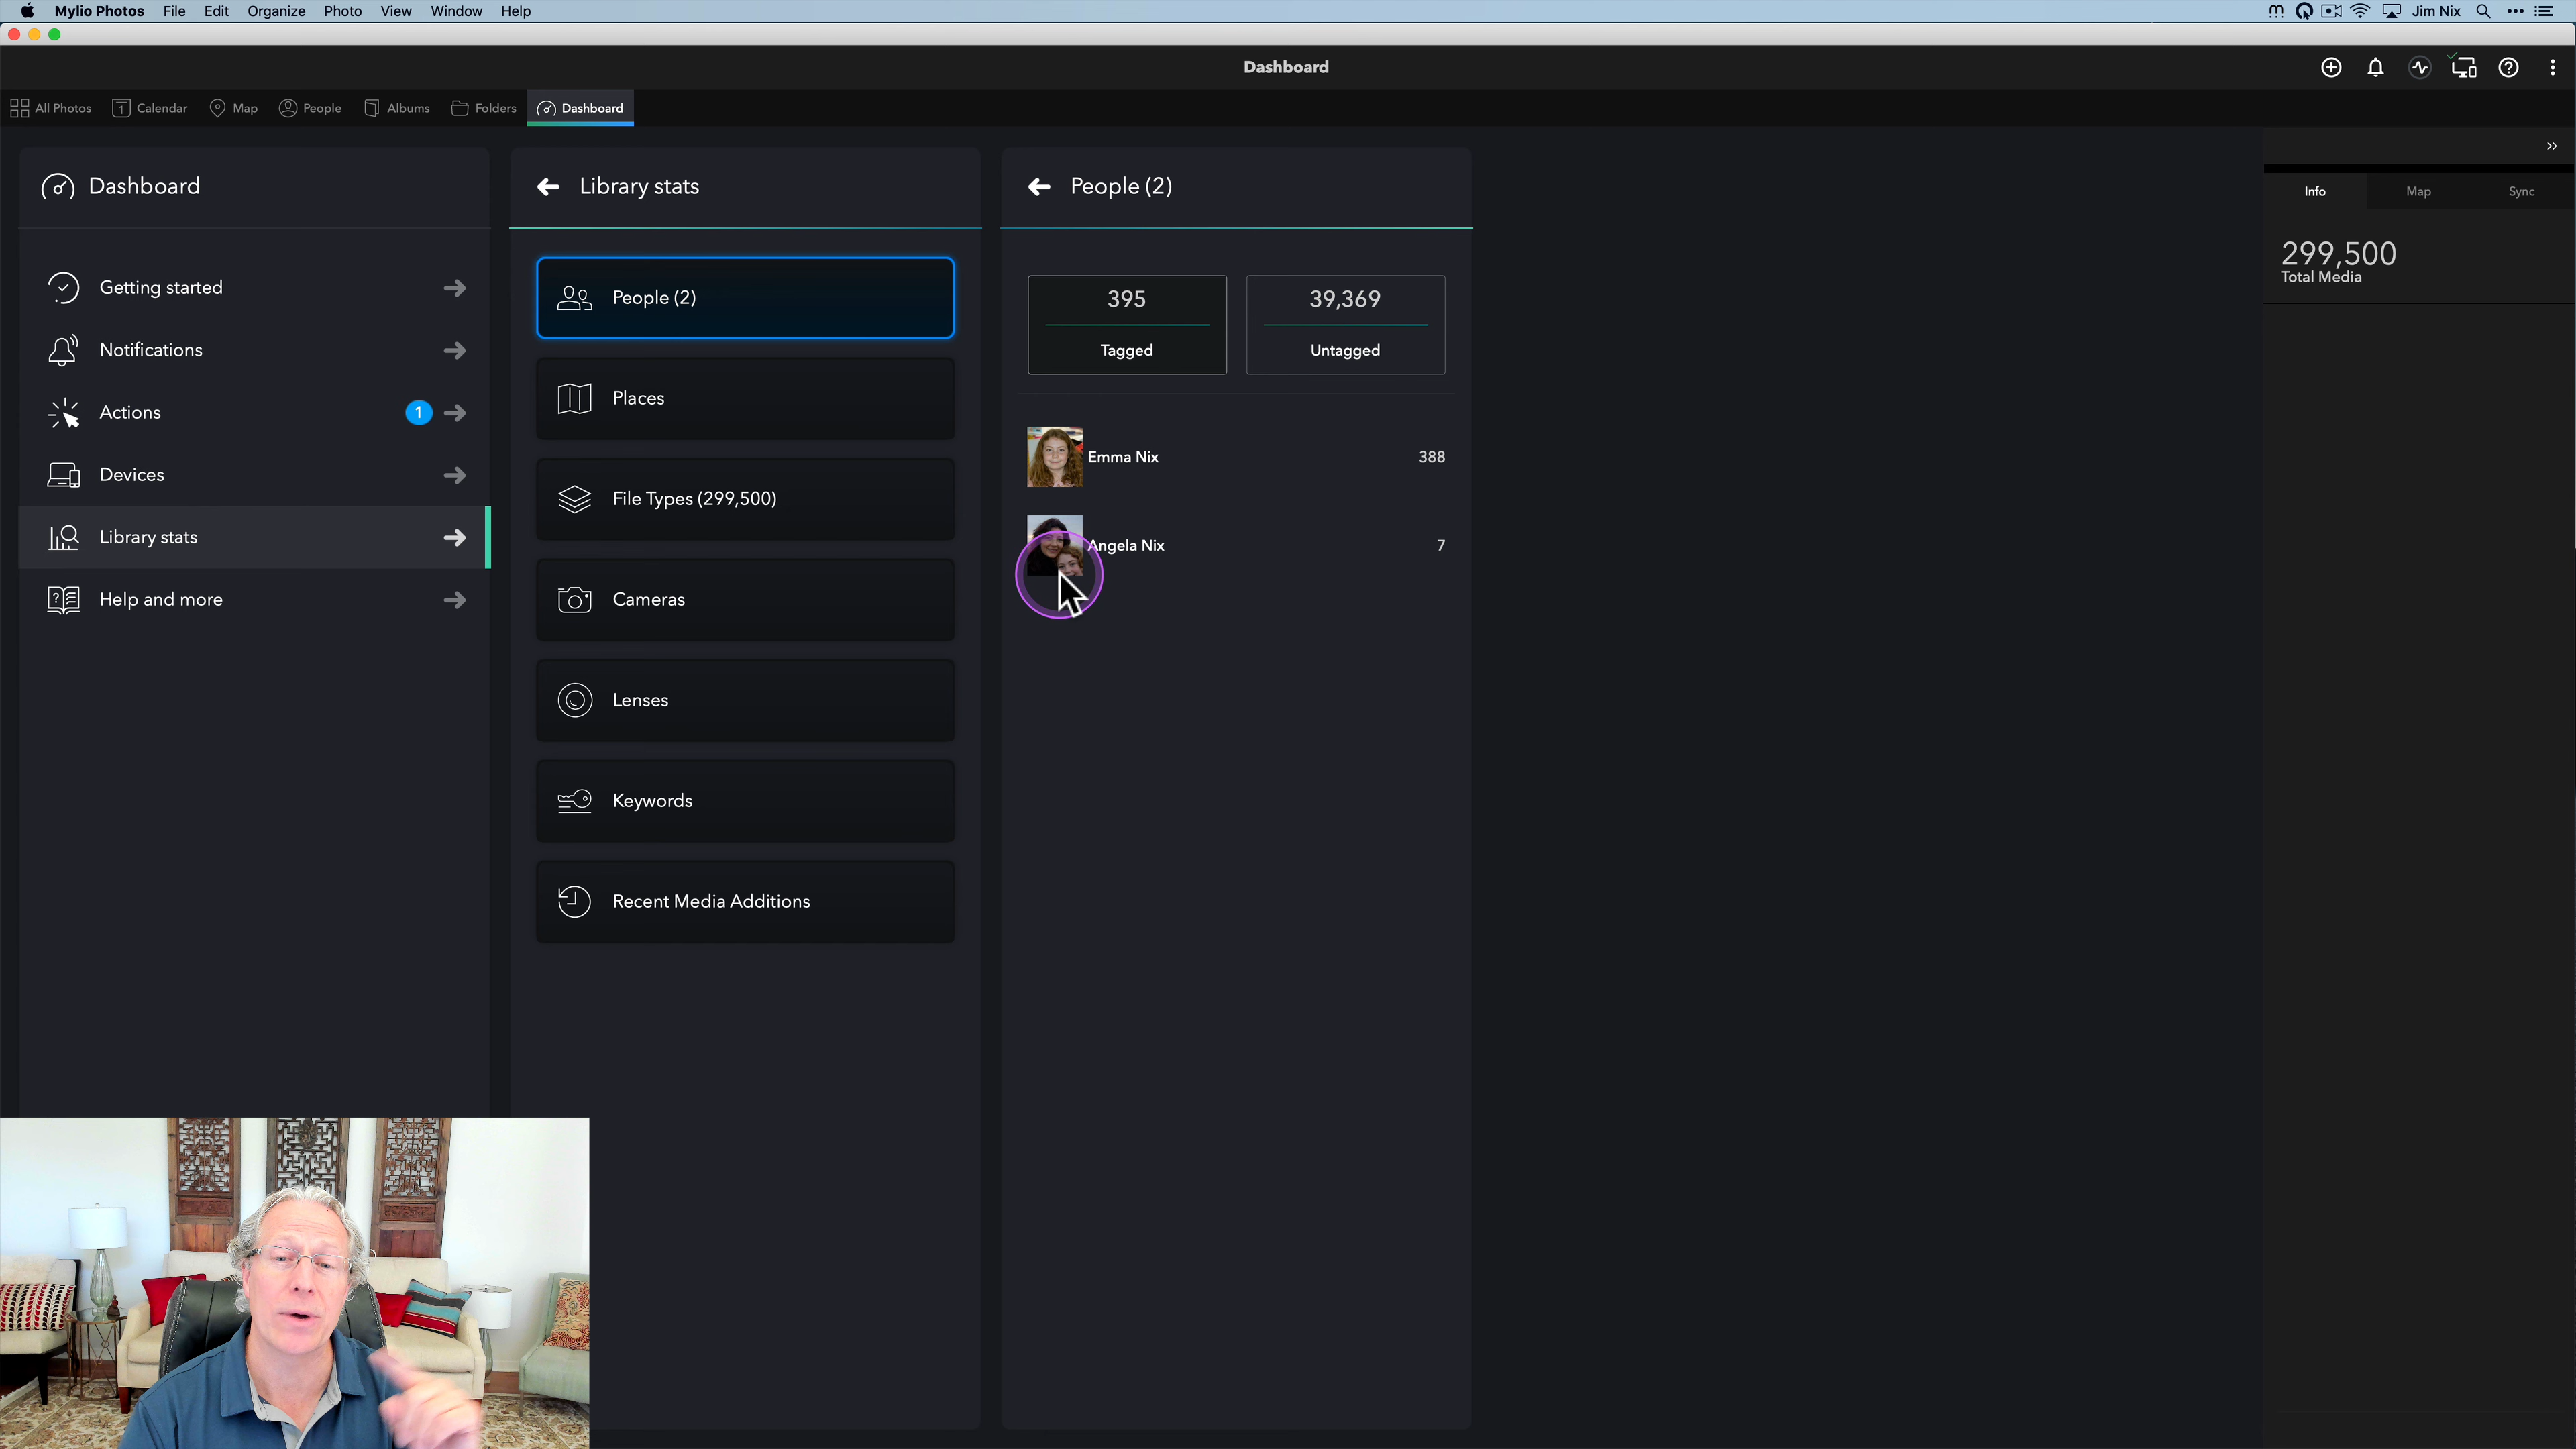 Mylio Photos File Edit Organize Photo View Window Help Jim Nix
Dashboard
All Photos 1 Calendar Map People Albums Folders Dashboard
Dashboard
Getting started
Notifications
Actions 1
Devices
Library stats
Help and more
Library stats
People (2)
Places
File Types (299,500)
Cameras
Lenses
Keywords
Recent Media Additions
People (2)
395
Tagged
39,369
Untagged
Emma Nix 388
Angela Nix 7
Info Map Sync
299,500
Total Media